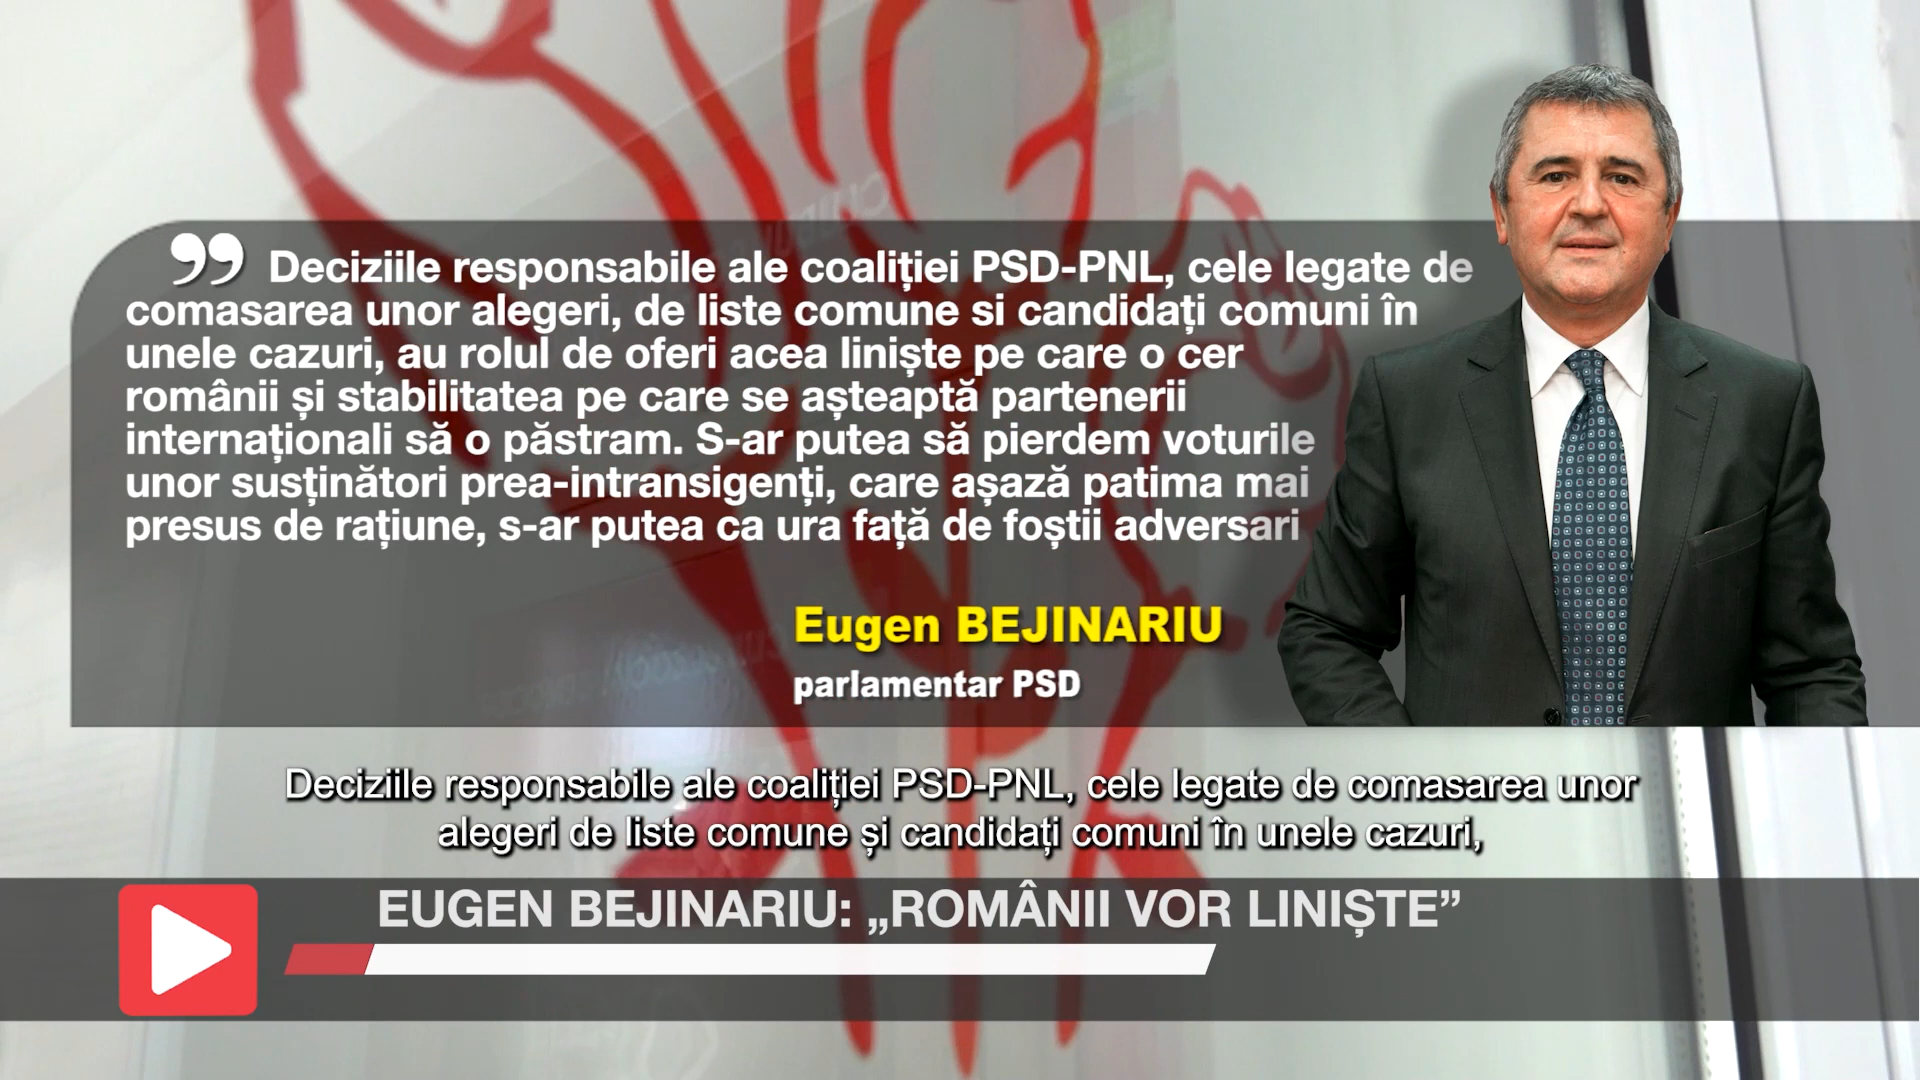 ” Deciziile responsabile ale coaliției PSD-PNL, cele legate de
comasarea unor alegeri, de liste comune si candidați comuni în
unele cazuri, au rolul de oferi acea liniște pe care o cer
românii și stabilitatea pe care se așteaptă partenerii
internaționali să o păstram. S-ar putea să pierdem voturile
unor susținători prea-intransigenți, care așază patima mai
presus de rațiune, s-ar putea ca ura față de foștii adversari
Eugen BEJINARIU
parlamentar PSD
Deciziile responsabile ale coaliției PSD-PNL, cele legate de comasarea unor
alegeri de liste comune și candidați comuni în unele cazuri,
EUGEN BEJINARIU: „ROMÂNII VOR LINIȘTE”